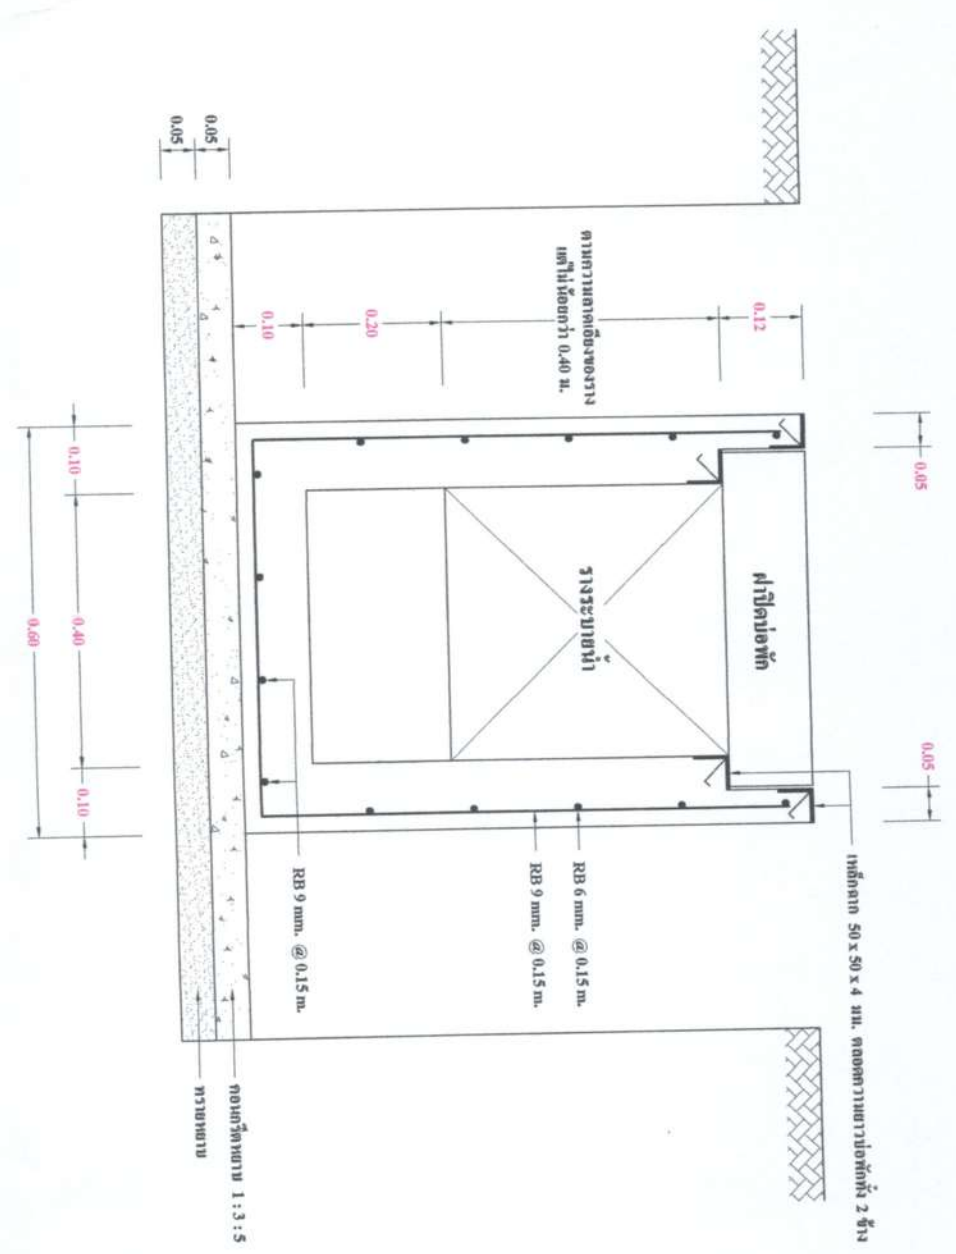 เหล็กฉาก 50 x 50 x 4 มม. ตลอดความยาวบ่อพักทั้ง 2 ข้าง
0.05
0.05
ฝาปิดบ่อพัก
0.12
ตามความลาดเอียงของราง
แต่ไม่น้อยกว่า 0.40 ม.
รางระบายน้ำ
RB 6 mm. @ 0.15 m.
RB 9 mm. @ 0.15 m.
0.20
0.10
RB 9 mm. @ 0.15 m.
0.05
0.05
คอนกรีตหยาบ 1 : 3 : 5
ทรายหยาบ
0.10
0.40
0.10
0.60